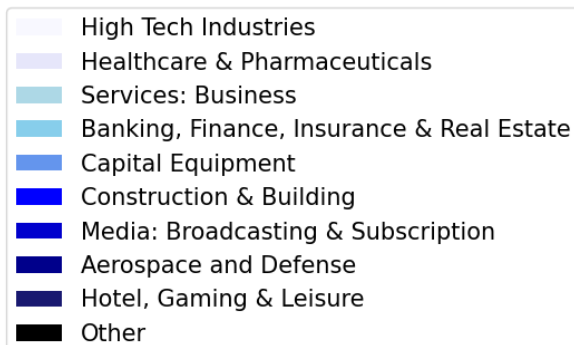 High Tech Industries
Healthcare & Pharmaceuticals
Services: Business
Banking, Finance, Insurance & Real Estate
Capital Equipment
Construction & Building
Media: Broadcasting & Subscription
Aerospace and Defense
Hotel, Gaming & Leisure
Other